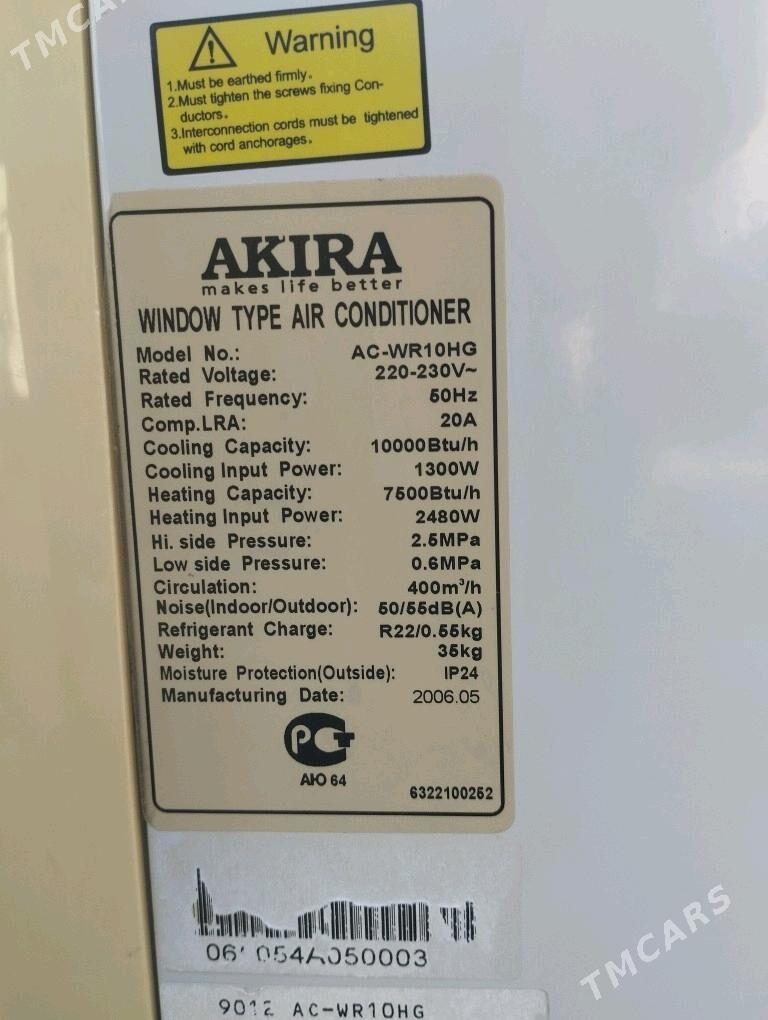 TMCARS
Warning
1.Must be earthed firmly。
2.Must tighten the screws fixing Con-
ductors。
3.Interconnection cords must be tightened
with cord anchorages。
AKIRA
makes life better
WINDOW TYPE AIR CONDITIONER
Model No.: AC-WR10HG
Rated Voltage: 220-230V~
Rated Frequency: 50Hz
Comp.LRA: 20A
Cooling Capacity: 10000Btu/h
Cooling Input Power: 1300W
Heating Capacity: 7500Btu/h
Heating Input Power: 2480W
Hi. side Pressure: 2.5MPa
Low side Pressure: 0.6MPa
Circulation: 400m³/h
Noise(Indoor/Outdoor): 50/55dB(A)
Refrigerant Charge: R22/0.55kg
Weight: 35kg
Moisture Protection(Outside): IP24
Manufacturing Date: 2006.05
РСТ
АЮ 64
6322100252
9012 AC-WR10HG
TMCARS